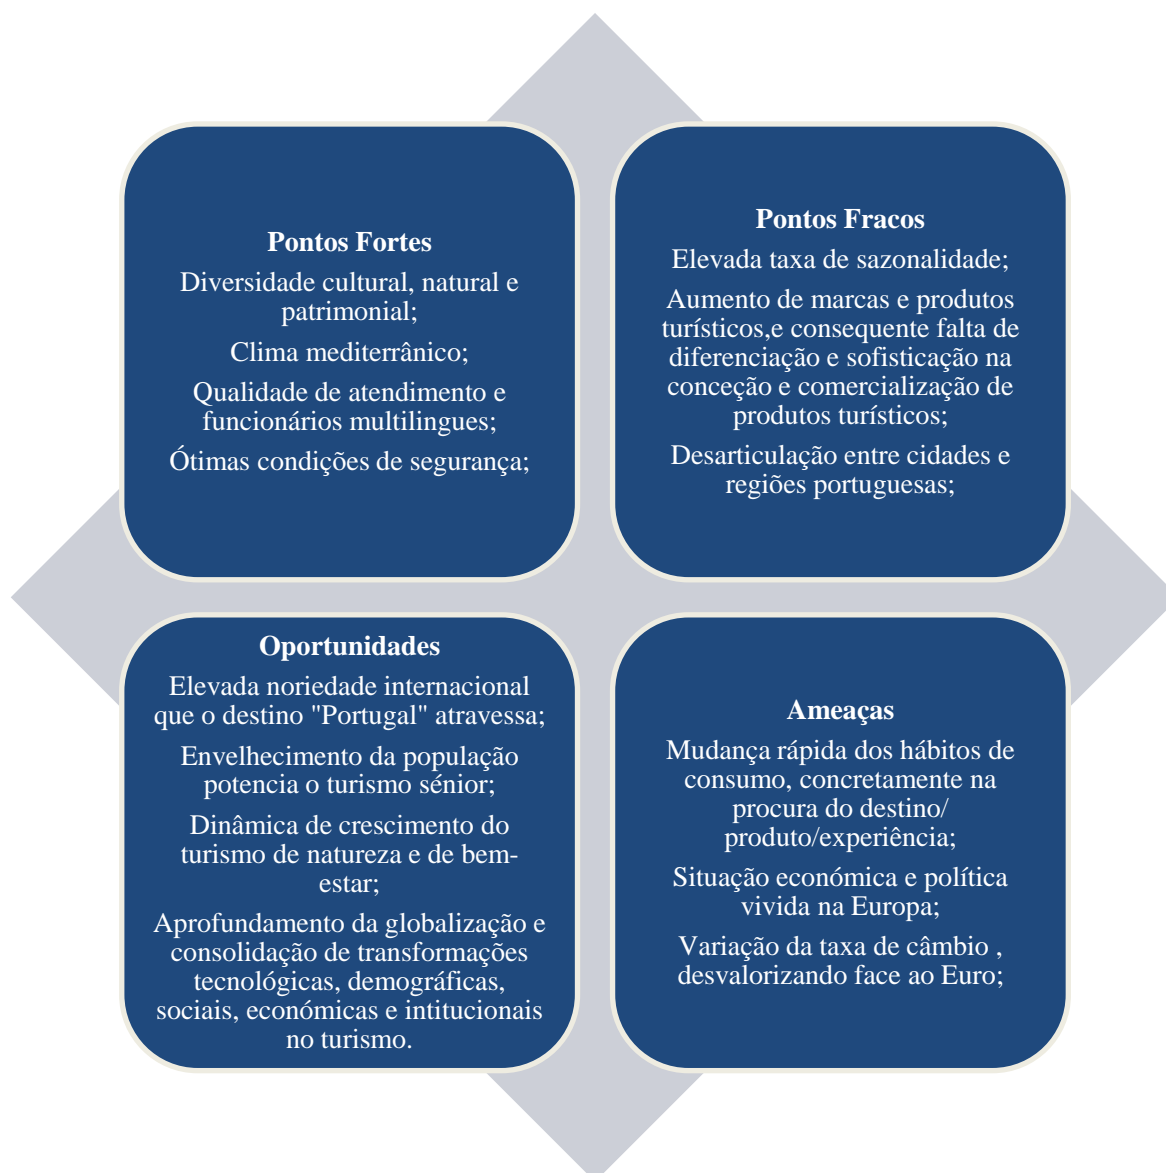 Pontos Fortes
Diversidade cultural, natural e
patrimonial;
Clima mediterrânico;
Qualidade de atendimento e
funcionários multilingues;
Ótimas condições de segurança;
Pontos Fracos
Elevada taxa de sazonalidade;
Aumento de marcas e produtos
turísticos,e consequente falta de
diferenciação e sofisticação na
conceção e comercialização de
produtos turísticos;
Desarticulação entre cidades e
regiões portuguesas;
Oportunidades
Elevada noriedade internacional
que o destino "Portugal" atravessa;
Envelhecimento da população
potencia o turismo sénior;
Dinâmica de crescimento do
turismo de natureza e de bem-
estar;
Aprofundamento da globalização e
consolidação de transformações
tecnológicas, demográficas,
sociais, económicas e intitucionais
no turismo.
Ameaças
Mudança rápida dos hábitos de
consumo, concretamente na
procura do destino/
produto/experiência;
Situação económica e política
vivida na Europa;
Variação da taxa de câmbio ,
desvalorizando face ao Euro;